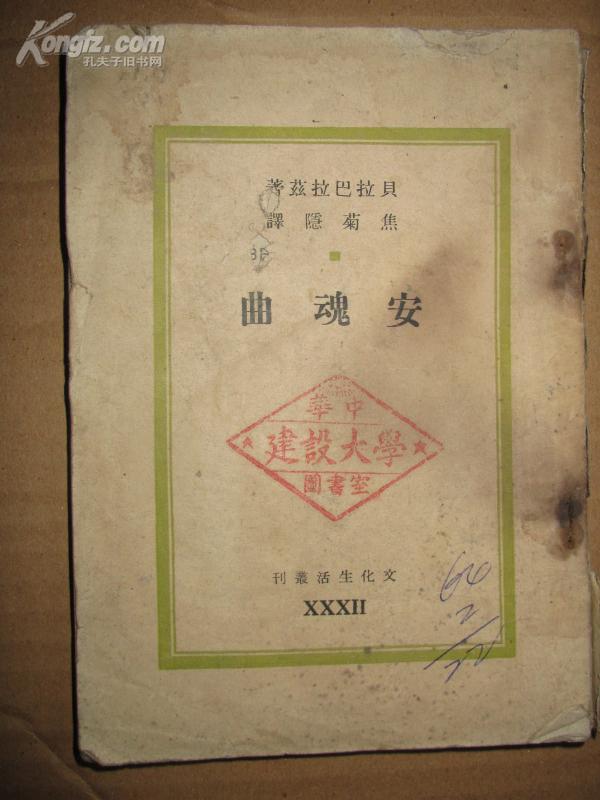 Kongfz.com
孔夫子旧书网
貝拉巴拉茲著
焦菊隱譯
安魂曲
華中
建設大學
圖書室
文化生活叢刊
XXXII